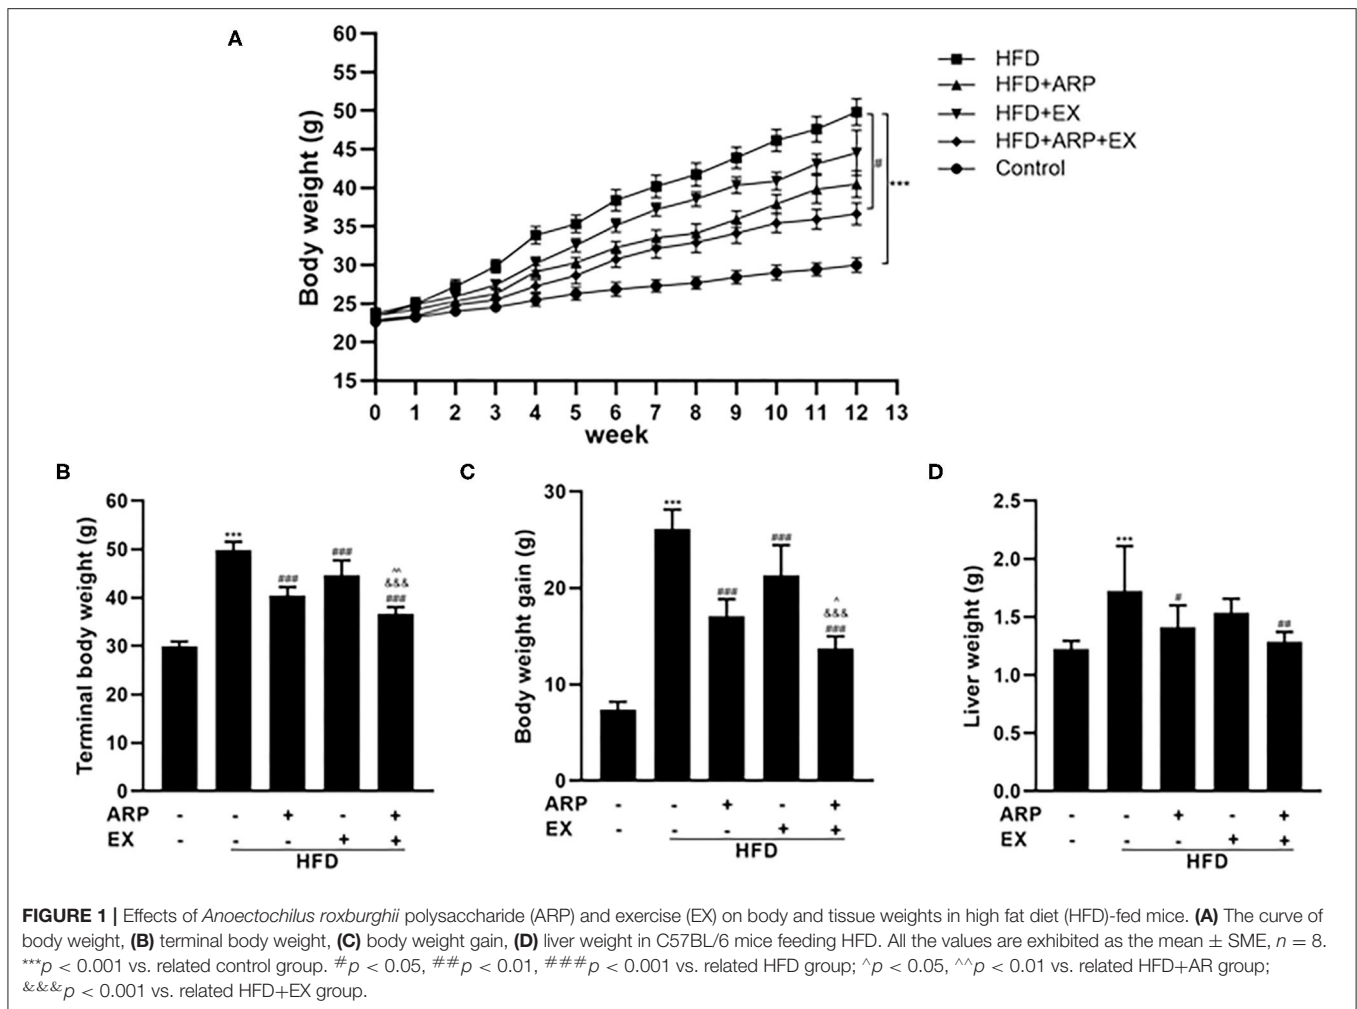 A
60
55
50
45
40
35
30
25
20
15
Body weight (g)
0 1 2 3 4 5 6 7 8 9 10 11 12 13
week
#
***
HFD
HFD+ARP
HFD+EX
HFD+ARP+EX
Control
B
Terminal body weight (g)
60
50
40
30
20
10
0
***
###
###
^^
&&&
###
ARP - - + - +
EX - - - + +
HFD
C
Body weight gain (g)
30
20
10
0
***
###
###
^
&&&
###
ARP - - + - +
EX - - - + +
HFD
D
Liver weight (g)
2.5
2.0
1.5
1.0
0.5
0.0
***
#
##
ARP - - + - +
EX - - - + +
HFD
FIGURE 1 | Effects of Anoectochilus roxburghii polysaccharide (ARP) and exercise (EX) on body and tissue weights in high fat diet (HFD)-fed mice. (A) The curve of
body weight, (B) terminal body weight, (C) body weight gain, (D) liver weight in C57BL/6 mice feeding HFD. All the values are exhibited as the mean ± SME, n = 8.
***p < 0.001 vs. related control group. #p < 0.05, ##p < 0.01, ###p < 0.001 vs. related HFD group; ^p < 0.05, ^^p < 0.01 vs. related HFD+AR group;
&&&p < 0.001 vs. related HFD+EX group.